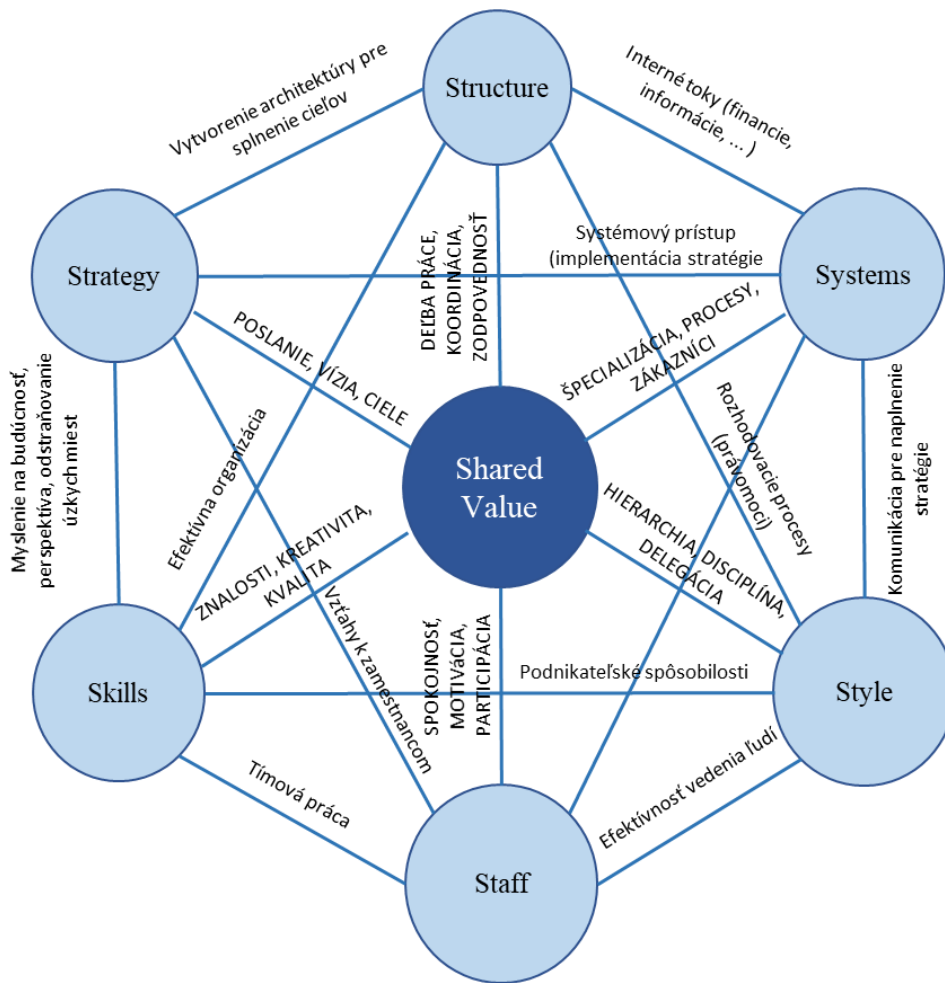 Structure
Vytvorenie architektúry pre
splnenie cieľov
Interné toky (financie,
informácie, ... )
Strategy
Systems
DEĽBA PRÁCE,
KOORDINÁCIA,
ZODPOVEDNOSŤ
Systémový prístup
(implementácia stratégie
POSLANIE, VÍZIA, CIELE
ŠPECIALIZÁCIA, PROCESY,
ZÁKAZNÍCI
Myslenie na budúcnosť,
perspektíva, odstraňovanie
úzkych miest
Efektívna organizácia
Shared
Value
Rozhodovacie procesy
(právomoci)
Komunikácia pre naplnenie
stratégie
ZNALOSTI, KREATIVITA,
KVALITA
HIERARCHIA, DISCIPLÍNA,
DELEGÁCIA
Vzťahy k zamestnancom
SPOKOJNOSŤ,
MOTIVáCIA,
PARTICIPÁCIA
Podnikateľské spôsobilosti
Skills
Style
Tímová práca
Efektívnosť vedenia ľudí
Staff